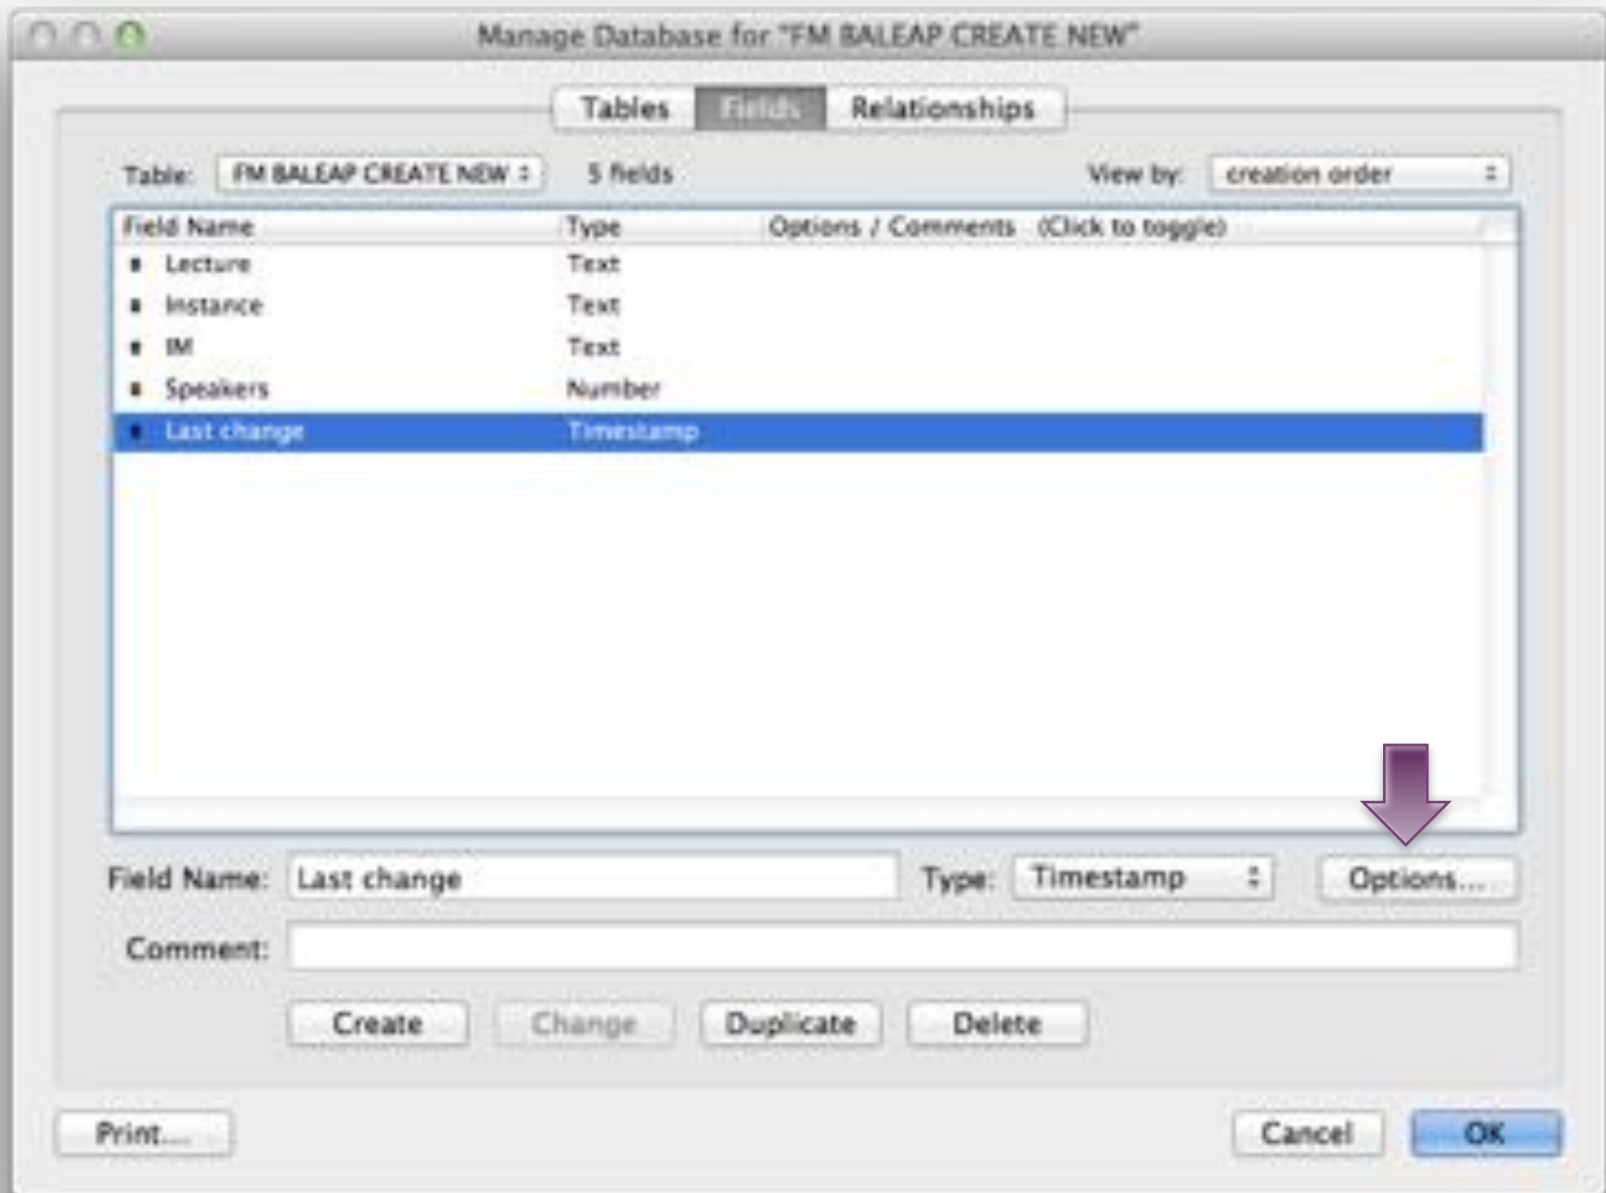 Manage Database for "FM BALEAP CREATE NEW"
Tables Fields Relationships
Table: FM BALEAP CREATE NEW 5 fields View by: creation order
Field Name Type Options / Comments (Click to toggle)
Lecture Text
Instance Text
IM Text
Speakers Number
Last change Timestamp
Field Name: Last change Type: Timestamp Options...
Comment:
Create Change Duplicate Delete
Print... Cancel OK